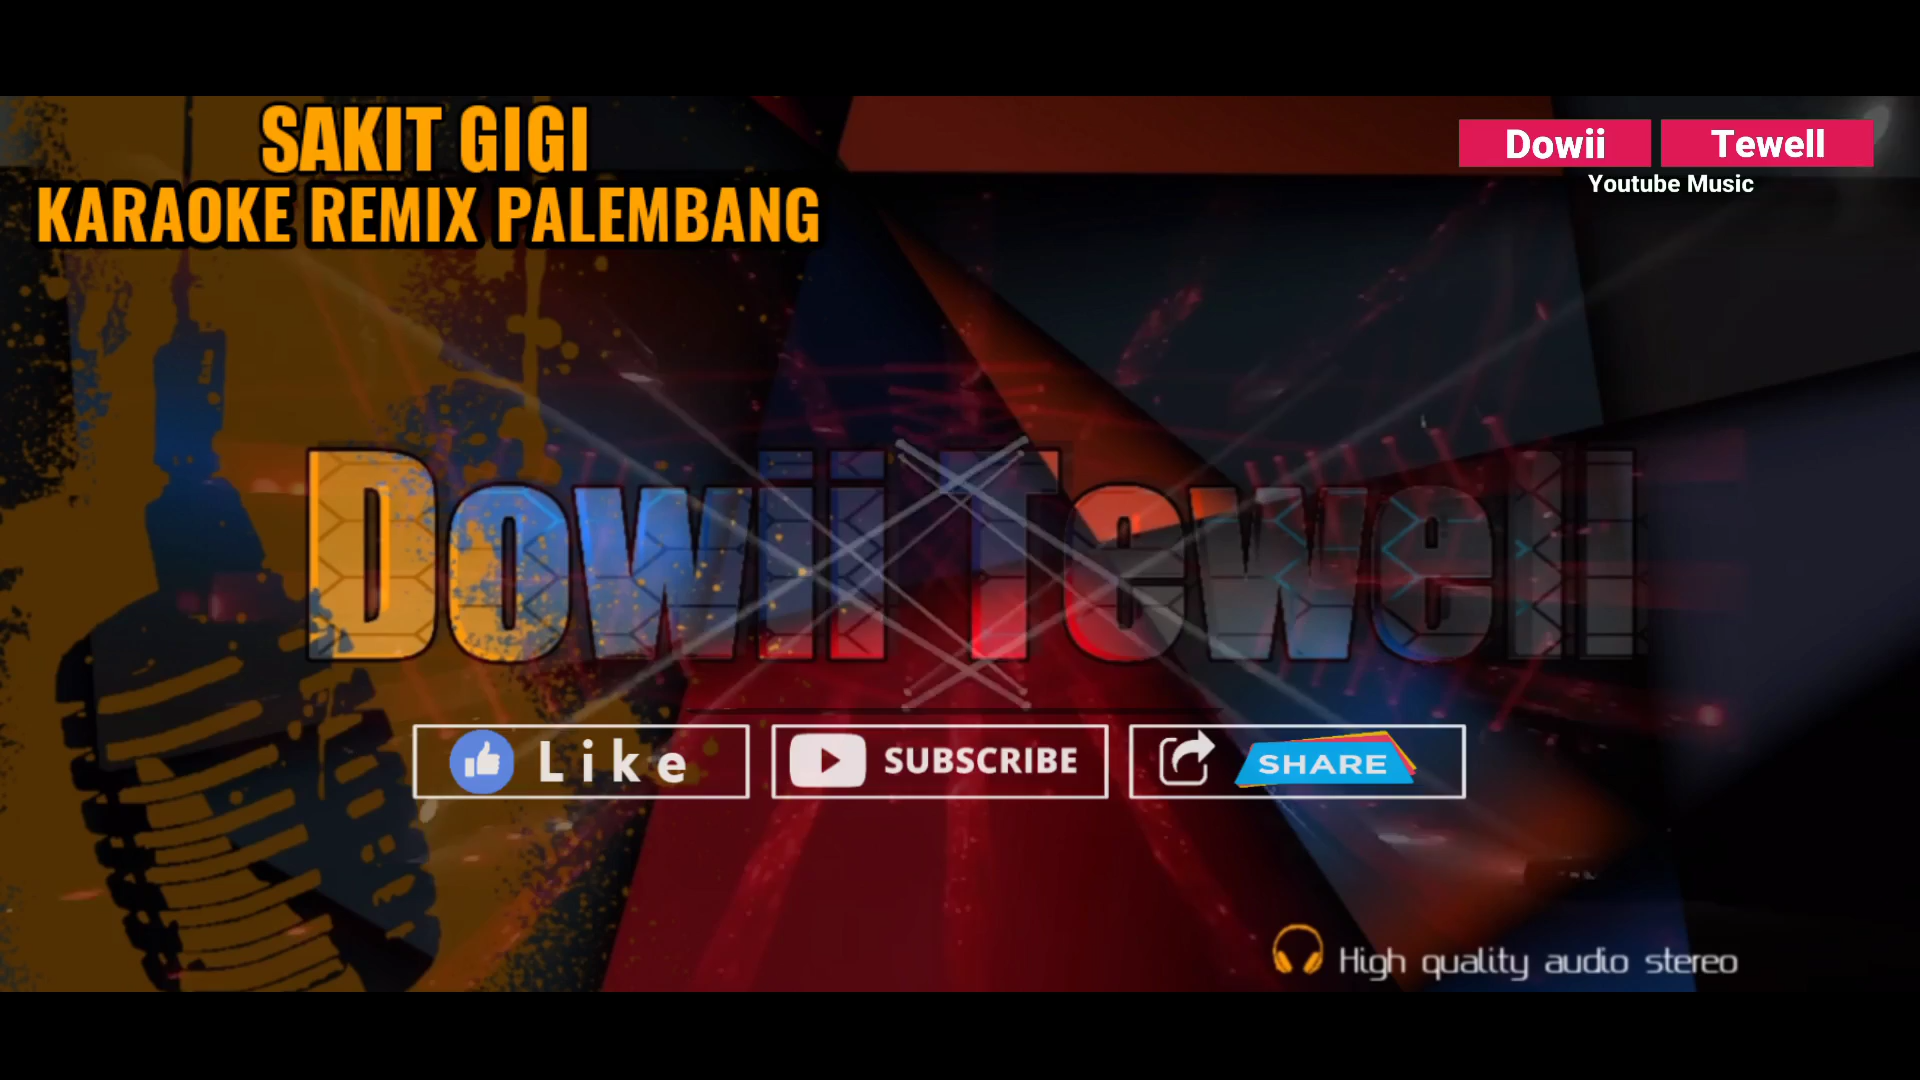 SAKIT GIGI
KARAOKE REMIX PALEMBANG
Dowii Tewell
Youtube Music
Dowii Tewell
Like
SUBSCRIBE
SHARE
High quality audio stereo